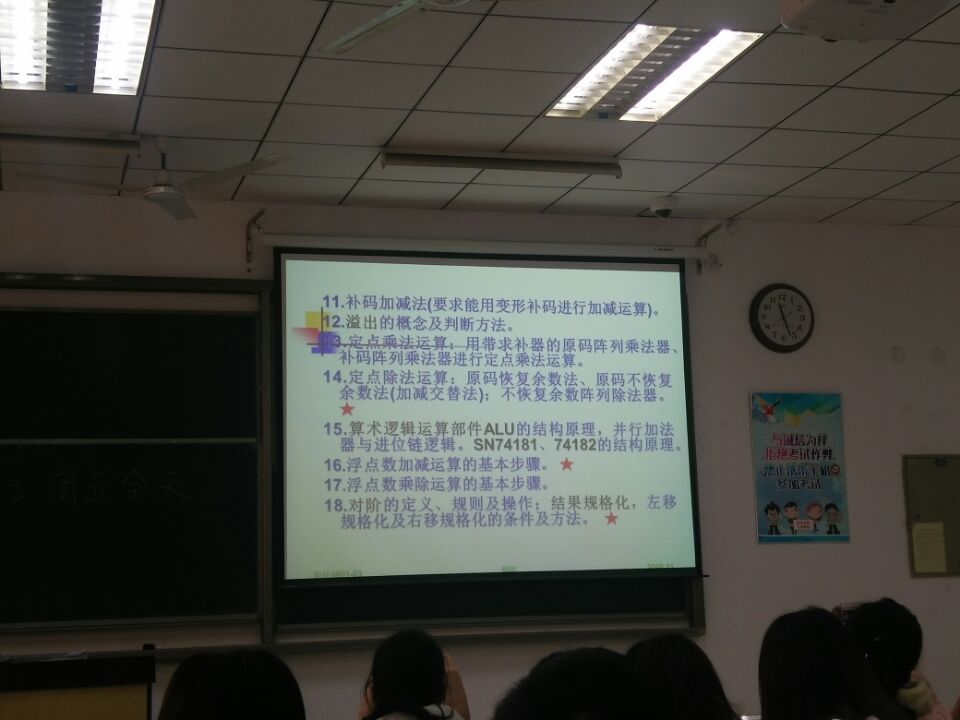 11.补码加减法(要求能用变形补码进行加减运算)。
12.溢出的概念及判断方法。
13.定点乘法运算：用带求补器的原码阵列乘法器、
补码阵列乘法器进行定点乘法运算。
14.定点除法运算：原码恢复余数法、原码不恢复
余数法(加减交替法)；不恢复余数阵列除法器。
15.算术逻辑运算部件ALU的结构原理，并行加法
器与进位链逻辑。SN74181、74182的结构原理。
16.浮点数加减运算的基本步骤。
17.浮点数乘除运算的基本步骤。
18.对阶的定义、规则及操作；结果规格化，左移
规格化及右移规格化的条件及方法。
与诚信为伴
拒绝考试作弊
禁止携带手机
参加考试